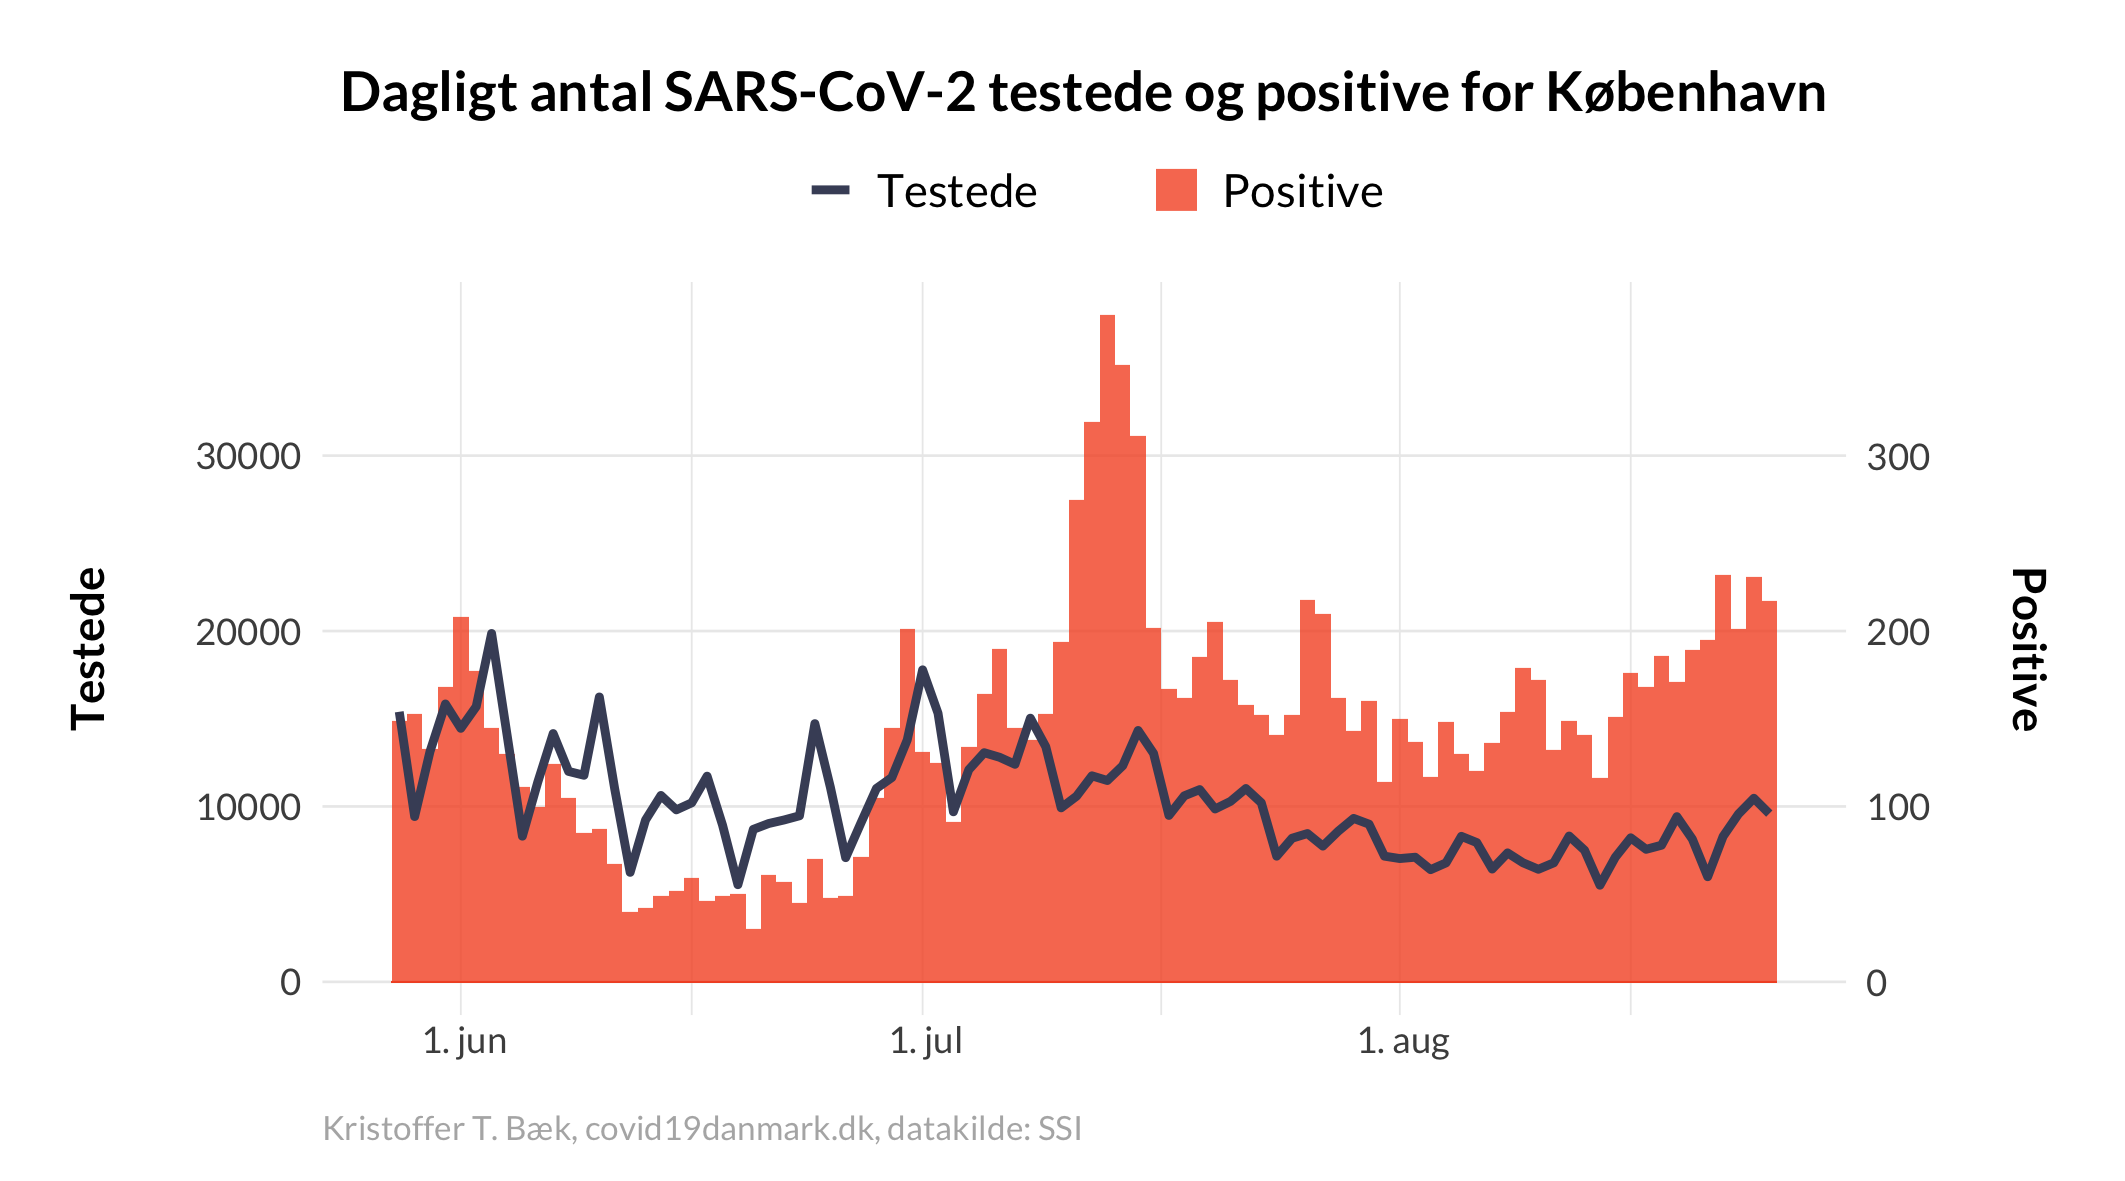 Dagligt antal SARS-CoV-2 testede og positive for København
Testede
Positive
30000
20000
10000
0
Testede
300
200
100
0
Positive
1. jun
1. jul
1. aug
Kristoffer T. Bæk, covid19danmark.dk, datakilde: SSI